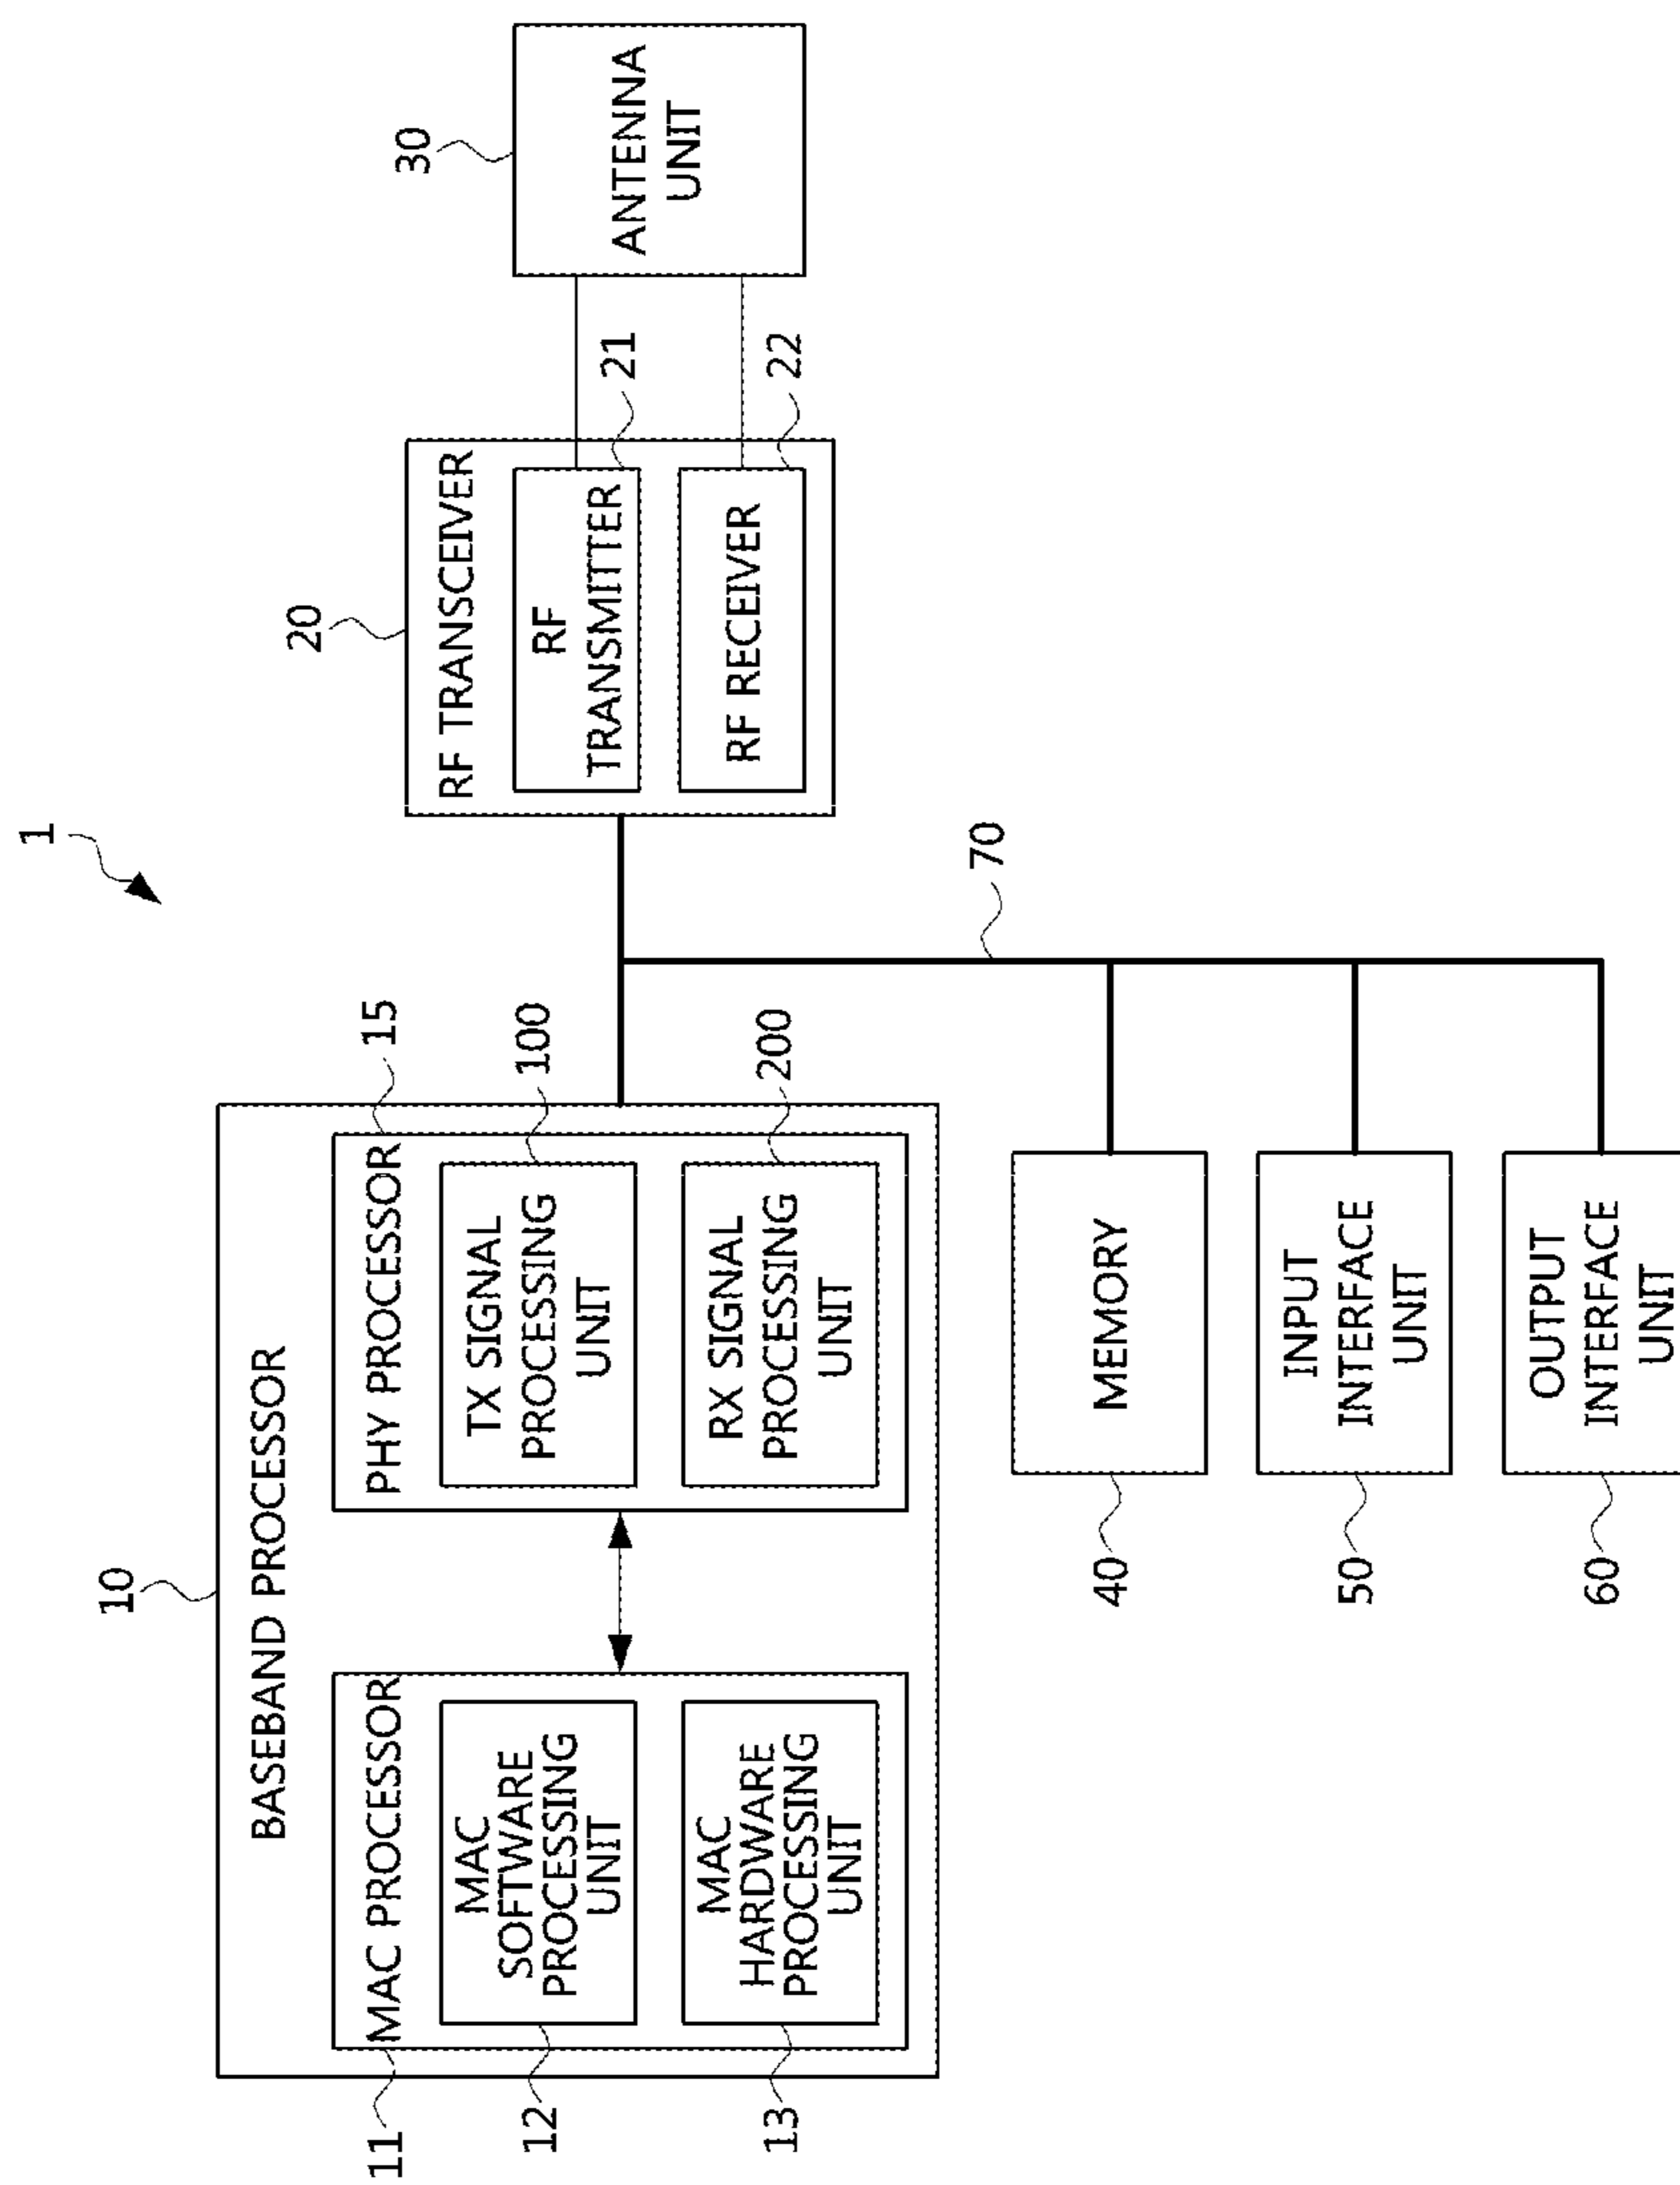 1
10
BASEBAND PROCESSOR
11
MAC PROCESSOR
12
MAC
SOFTWARE
PROCESSING
UNIT
13
MAC
HARDWARE
PROCESSING
UNIT
15
PHY PROCESSOR
100
TX SIGNAL
PROCESSING
UNIT
200
RX SIGNAL
PROCESSING
UNIT
20
RF TRANSCEIVER
21
RF
TRANSMITTER
22
RF RECEIVER
30
ANTENNA
UNIT
70
40
MEMORY
50
INPUT
INTERFACE
UNIT
60
OUTPUT
INTERFACE
UNIT